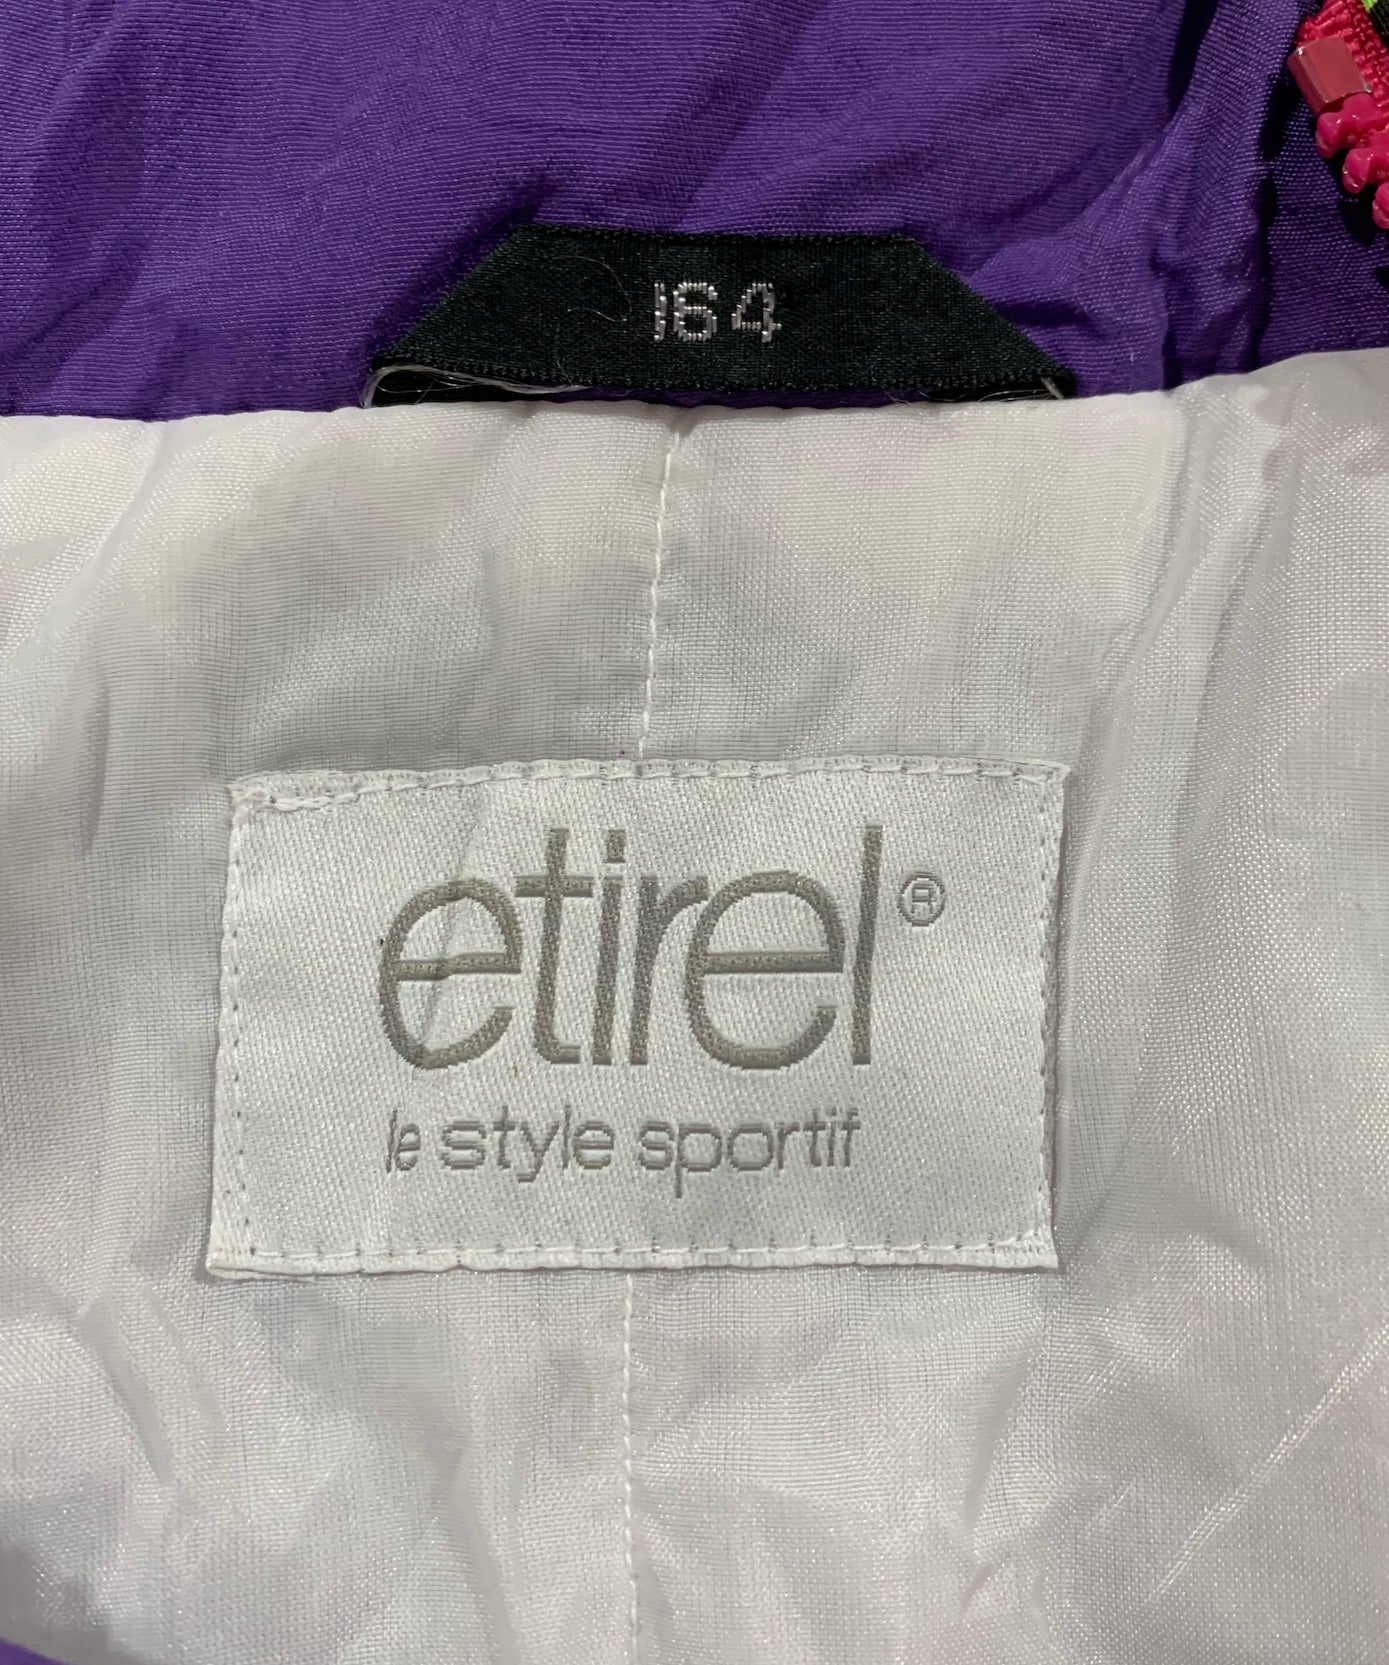 164
etirel ®
le style sportif